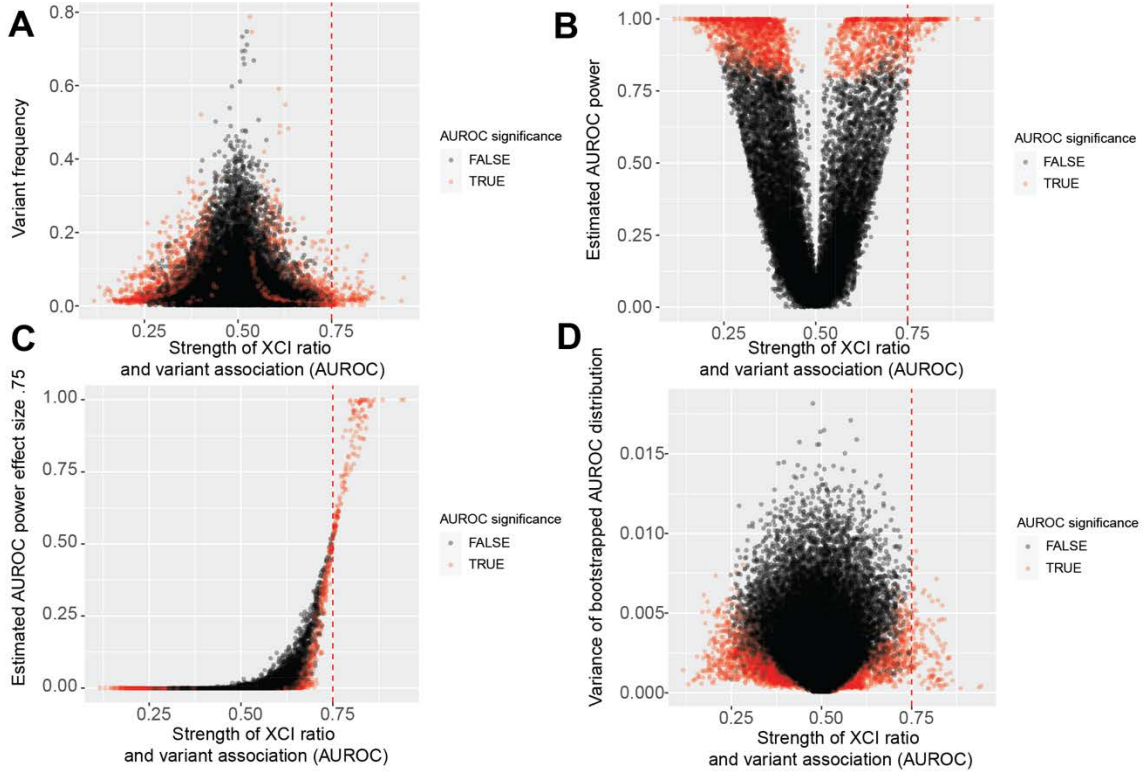 A
Variant frequency
0.8
0.6
0.4
0.2
0.0
0.25
0.50
0.75
Strength of XCI ratio
and variant association (AUROC)
AUROC significance
FALSE
TRUE
B
Estimated AUROC power
1.00
0.75
0.50
0.25
0.00
0.25
0.50
0.75
Strength of XCI ratio
and variant association (AUROC)
AUROC significance
FALSE
TRUE
C
Estimated AUROC power effect size .75
1.00
0.75
0.50
0.25
0.00
0.25
0.50
0.75
Strength of XCI ratio
and variant association (AUROC)
AUROC significance
FALSE
TRUE
D
Variance of bootstrapped AUROC distribution
0.015
0.010
0.005
0.000
0.25
0.50
0.75
Strength of XCI ratio
and variant association (AUROC)
AUROC significance
FALSE
TRUE